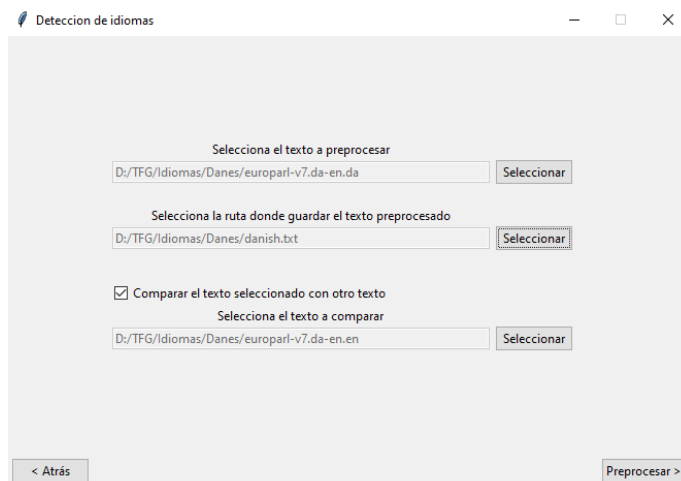 Deteccion de idiomas
Selecciona el texto a preprocesar
D:/TFG/Idiomas/Danes/europarl-v7.da-en.da
Seleccionar
Selecciona la ruta donde guardar el texto preprocesado
D:/TFG/Idiomas/Danes/danish.txt
Seleccionar
Comparar el texto seleccionado con otro texto
Selecciona el texto a comparar
D:/TFG/Idiomas/Danes/europarl-v7.da-en.en
Seleccionar
< Atrás
Preprocesar >